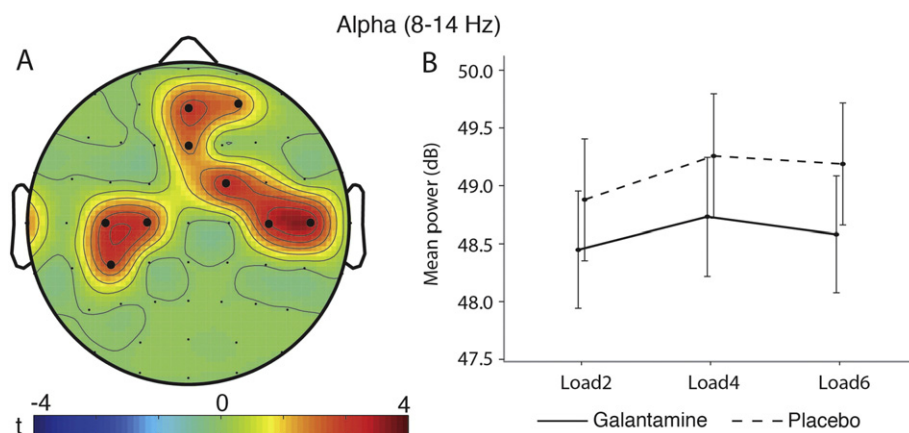 Alpha (8-14 Hz)
A
B
50.0
49.5
49.0
48.5
48.0
47.5
Mean power (dB)
Load2 Load4 Load6
t -4 0 4
Galantamine Placebo